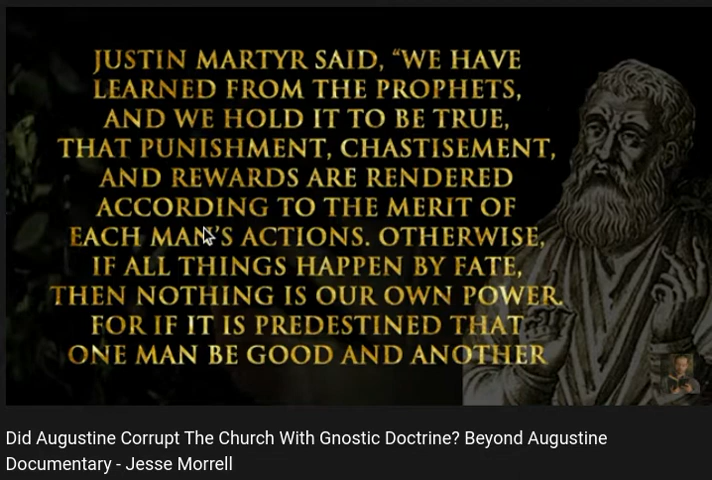 JUSTIN MARTYR SAID, “WE HAVE
LEARNED FROM THE PROPHETS,
AND WE HOLD IT TO BE TRUE,
THAT PUNISHMENT, CHASTISEMENT,
AND REWARDS ARE RENDERED
ACCORDING TO THE MERIT OF
EACH MAN’S ACTIONS. OTHERWISE,
IF ALL THINGS HAPPEN BY FATE,
THEN NOTHING IS OUR OWN POWER.
FOR IF IT IS PREDESTINED THAT
ONE MAN BE GOOD AND ANOTHER
Did Augustine Corrupt The Church With Gnostic Doctrine? Beyond Augustine
Documentary - Jesse Morrell